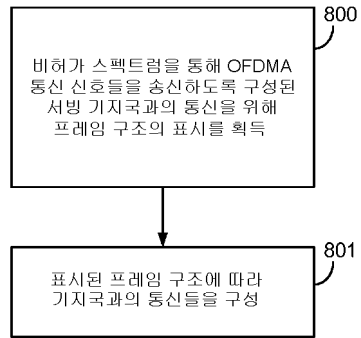 800
비허가 스펙트럼을 통해 OFDMA
통신 신호들을 송신하도록 구성된
서빙 기지국과의 통신을 위해
프레임 구조의 표시를 획득
801
표시된 프레임 구조에 따라
기지국과의 통신들을 구성